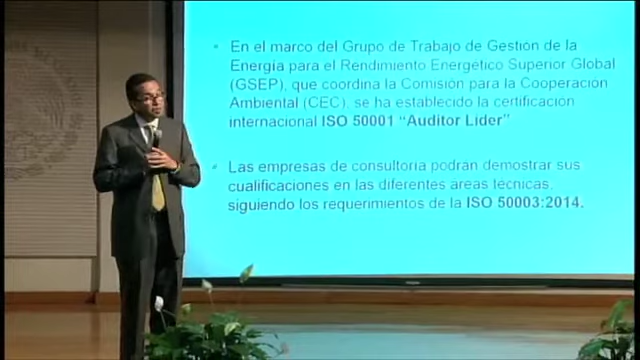 • En el marco del Grupo de Trabajo de Gestión de la
Energía para el Rendimiento Energético Superior Global
(GSEP), que coordina la Comisión para la Cooperación
Ambiental (CEC), se ha establecido la certificación
internacional ISO 50001 “Auditor Líder”
• Las empresas de consultoría podrán demostrar sus
cualificaciones en las diferentes áreas técnicas,
siguiendo los requerimientos de la ISO 50003:2014.